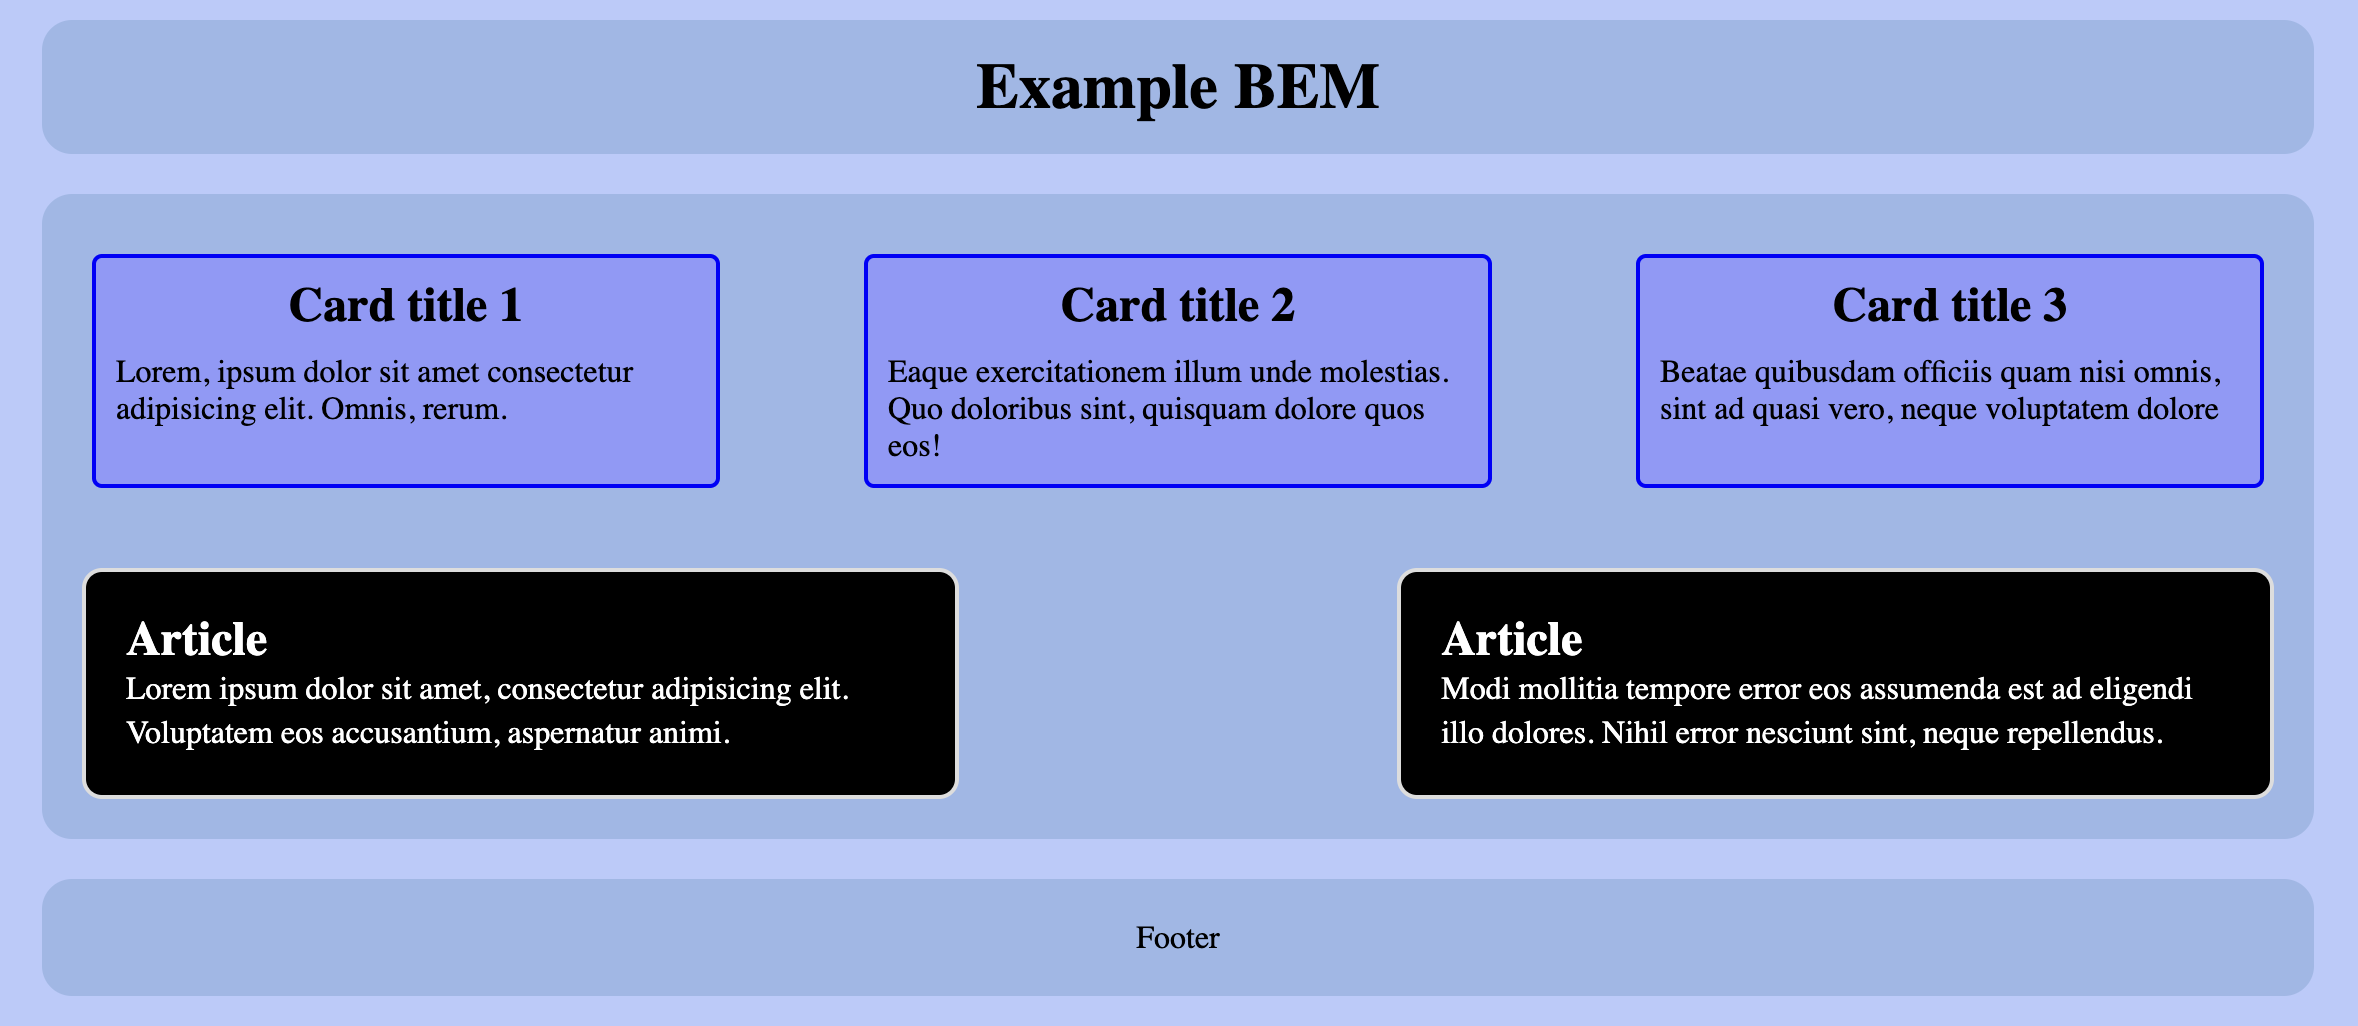 Example BEM
Card title 1
Lorem, ipsum dolor sit amet consectetur
adipisicing elit. Omnis, rerum.
Card title 2
Eaque exercitationem illum unde molestias.
Quo doloribus sint, quisquam dolore quos
eos!
Card title 3
Beatae quibusdam officiis quam nisi omnis,
sint ad quasi vero, neque voluptatem dolore
Article
Lorem ipsum dolor sit amet, consectetur adipisicing elit.
Voluptatem eos accusantium, aspernatur animi.
Article
Modi mollitia tempore error eos assumenda est ad eligendi
illo dolores. Nihil error nesciunt sint, neque repellendus.
Footer